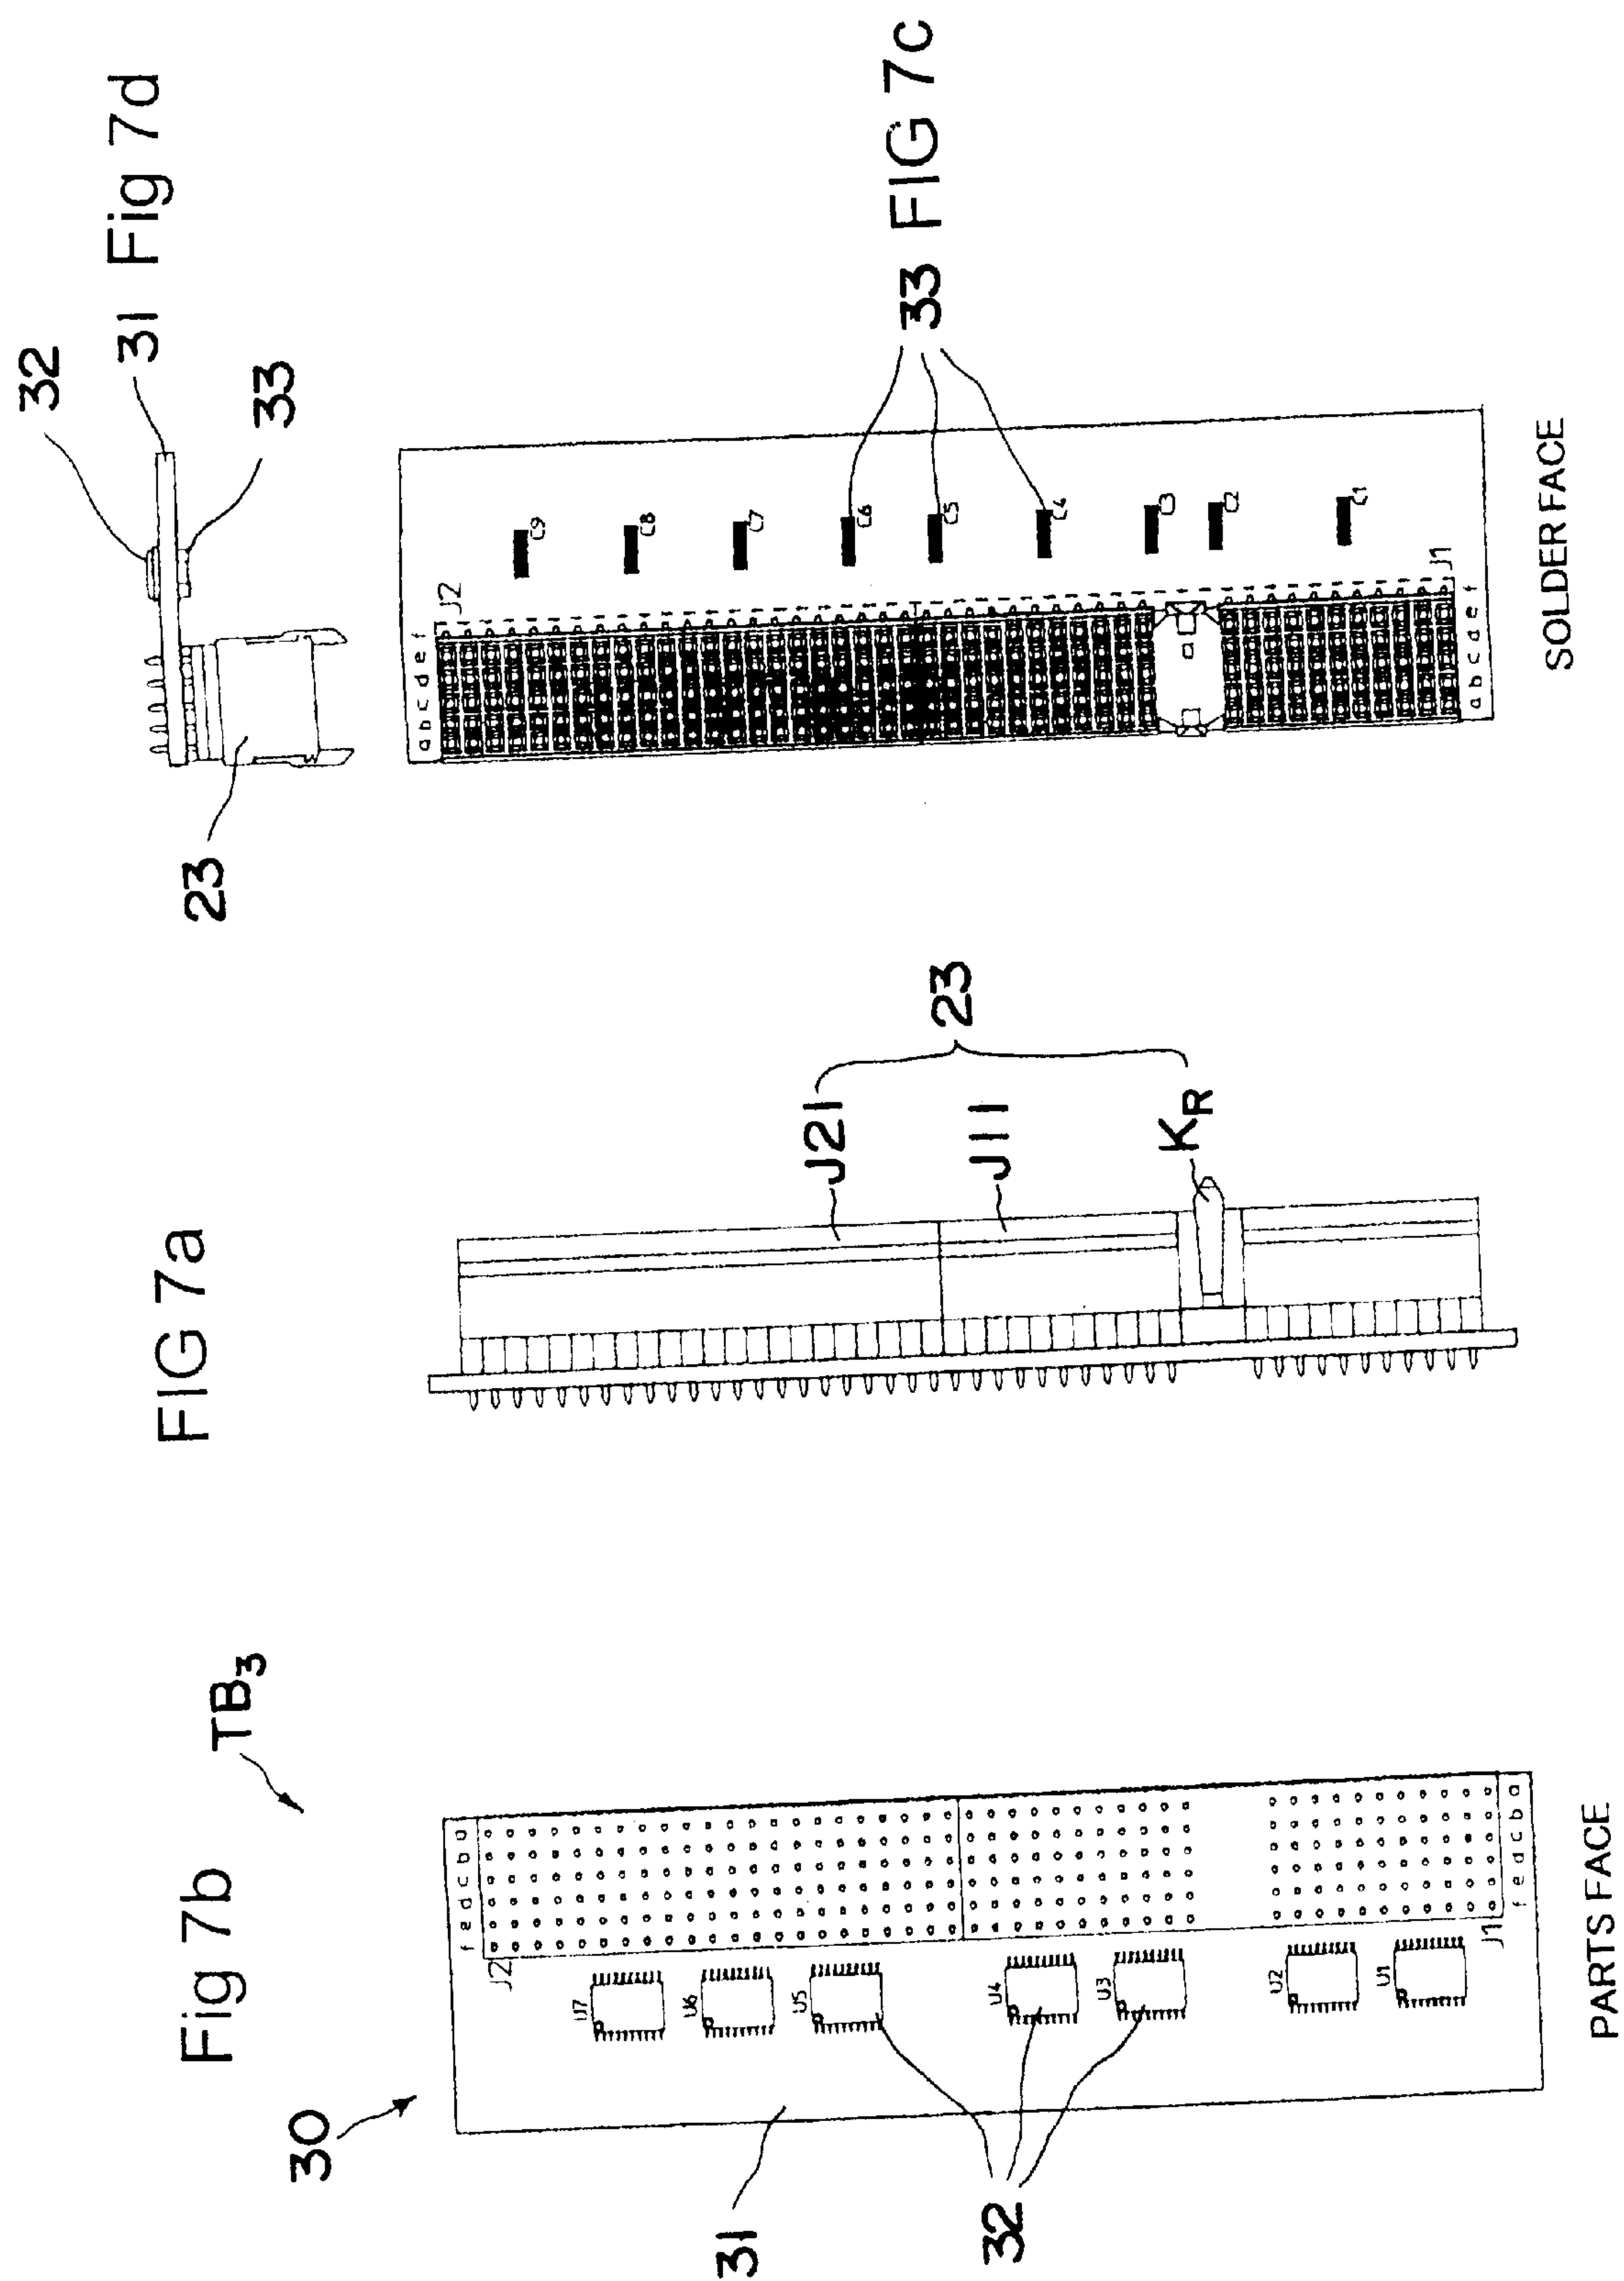 Fig 7b
TB3
30
31
32
J2
f e d c b a
U7
U6
U5
U4
U3
U2
U1
J1
f e d c b a
PARTS FACE
FIG 7a
J21
J11
KR
23
31 Fig 7d
32
33
23
33 FIG 7c
a b c d e f
J2
C9
C8
C7
C6
C5
C4
C3
C2
C1
a
J1
a b c d e f
SOLDER FACE